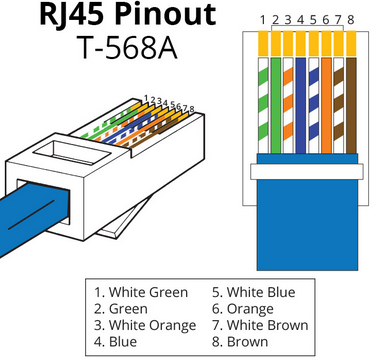 RJ45 Pinout
T-568A
1 2 3 4 5 6 7 8
1 2 3 4 5 6 7 8
1. White Green
2. Green
3. White Orange
4. Blue
5. White Blue
6. Orange
7. White Brown
8. Brown